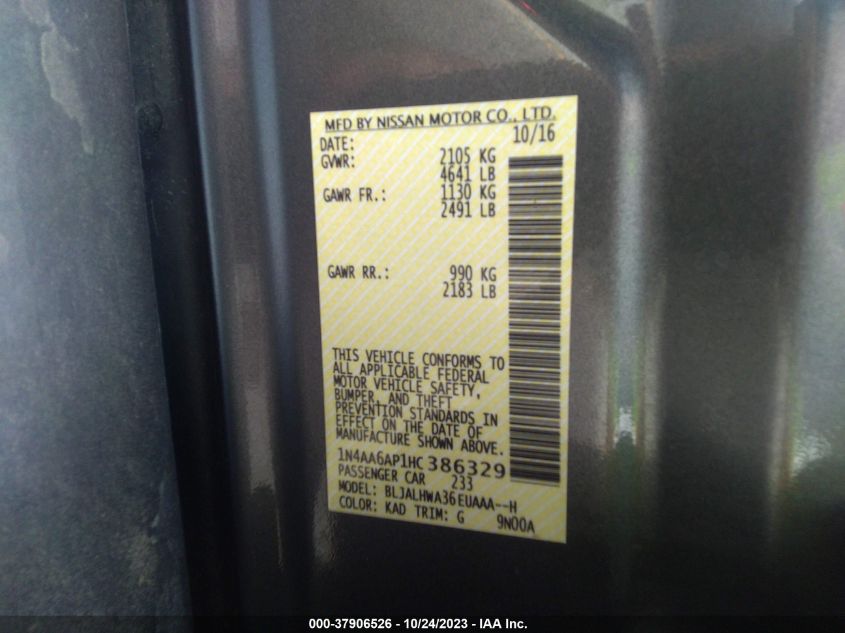 MFD BY NISSAN MOTOR CO., LTD.
DATE: 10/16
GVWR: 2105 KG
4641 LB
GAWR FR.: 1130 KG
2491 LB
GAWR RR.: 990 KG
2183 LB
THIS VEHICLE CONFORMS TO
ALL APPLICABLE FEDERAL
MOTOR VEHICLE SAFETY,
BUMPER, AND THEFT
PREVENTION STANDARDS IN
EFFECT ON THE DATE OF
MANUFACTURE SHOWN ABOVE.
1N4AA6AP1HC386329
PASSENGER CAR 233
MODEL: BLJALHWA36EUAAA--H
COLOR: KAD TRIM: G 9N00A
000-37906526 - 10/24/2023 - IAA Inc.